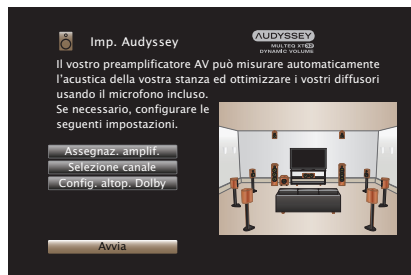 Imp. Audyssey
AUDYSSEY
MULTEQ XT32
DYNAMIC VOLUME
Il vostro preamplificatore AV può misurare automaticamente
l'acustica della vostra stanza ed ottimizzare i vostri diffusori
usando il microfono incluso.
Se necessario, configurare le
seguenti impostazioni.
Assegnaz. amplif.
Selezione canale
Config. altop. Dolby
Avvia